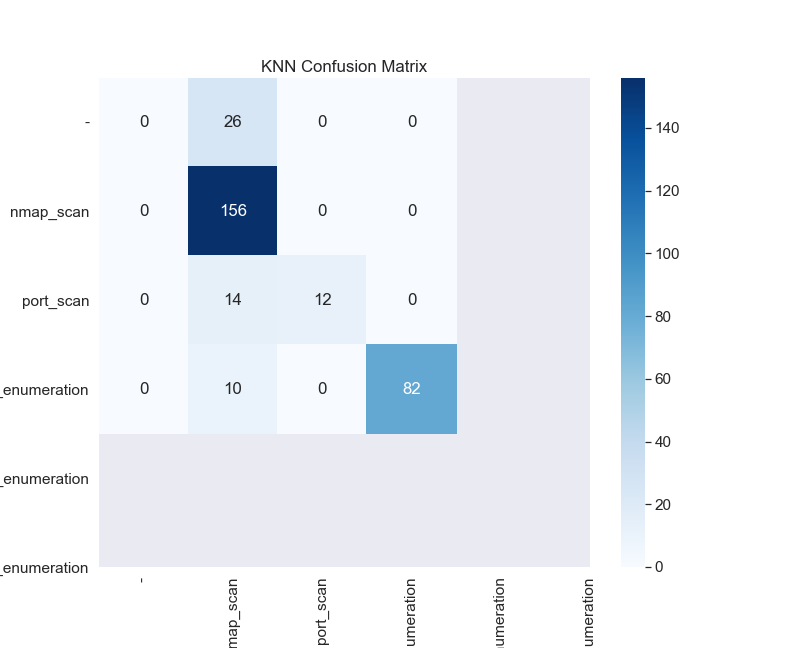 KNN Confusion Matrix
-
0 26 0 0
nmap_scan
0 156 0 0
port_scan
0 14 12 0
_enumeration
0 10 0 82
_enumeration
_enumeration
-
map_scan
port_scan
umeration
umeration
umeration
140
120
100
80
60
40
20
0